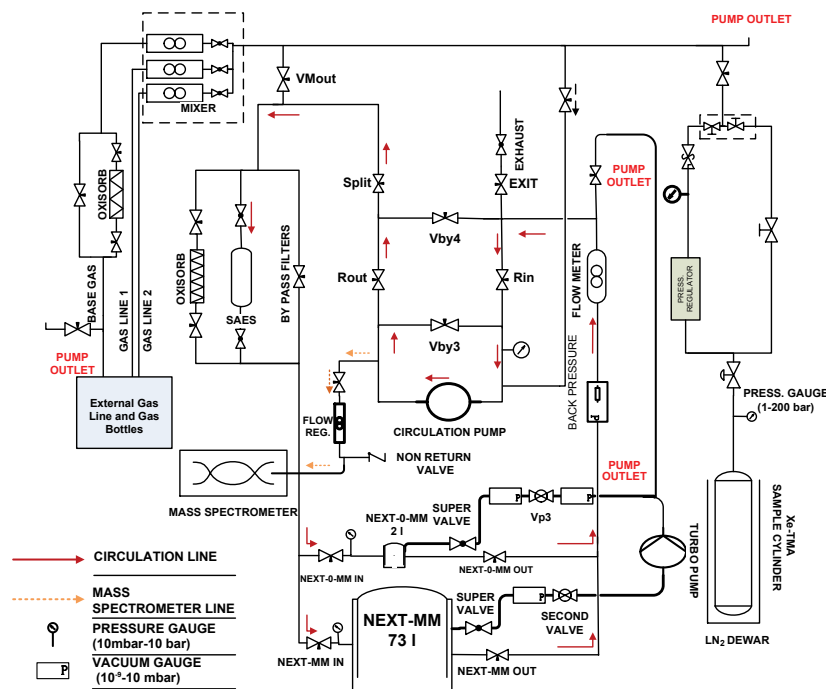 PUMP OUTLET
MIXER
VMout
OXISORB
BASE GAS
GAS LINE 1
GAS LINE 2
PUMP
OUTLET
External Gas
Line and Gas
Bottles
OXISORB
SAES
BY PASS FILTERS
Split
Rout
Vby4
Vby3
EXHAUST
EXIT
Rin
CIRCULATION PUMP
FLOW
REG.
NON RETURN
VALVE
MASS SPECTROMETER
PUMP
OUTLET
FLOW METER
BACK PRESSURE
P
PRESS.
REGULATOR
PRESS. GAUGE
(1-200 bar)
Xe-TMA
SAMPLE CYLINDER
LN2 DEWAR
PUMP
OUTLET
TURBO PUMP
SUPER
VALVE
P
Vp3
P
NEXT-0-MM
2 l
NEXT-0-MM IN
NEXT-0-MM OUT
SUPER
VALVE
P
SECOND
VALVE
NEXT-MM
73 l
NEXT-MM IN
NEXT-MM OUT
CIRCULATION LINE
MASS
SPECTROMETER LINE
PRESSURE GAUGE
(10mbar-10 bar)
P
VACUUM GAUGE
(10⁻⁹-10 mbar)